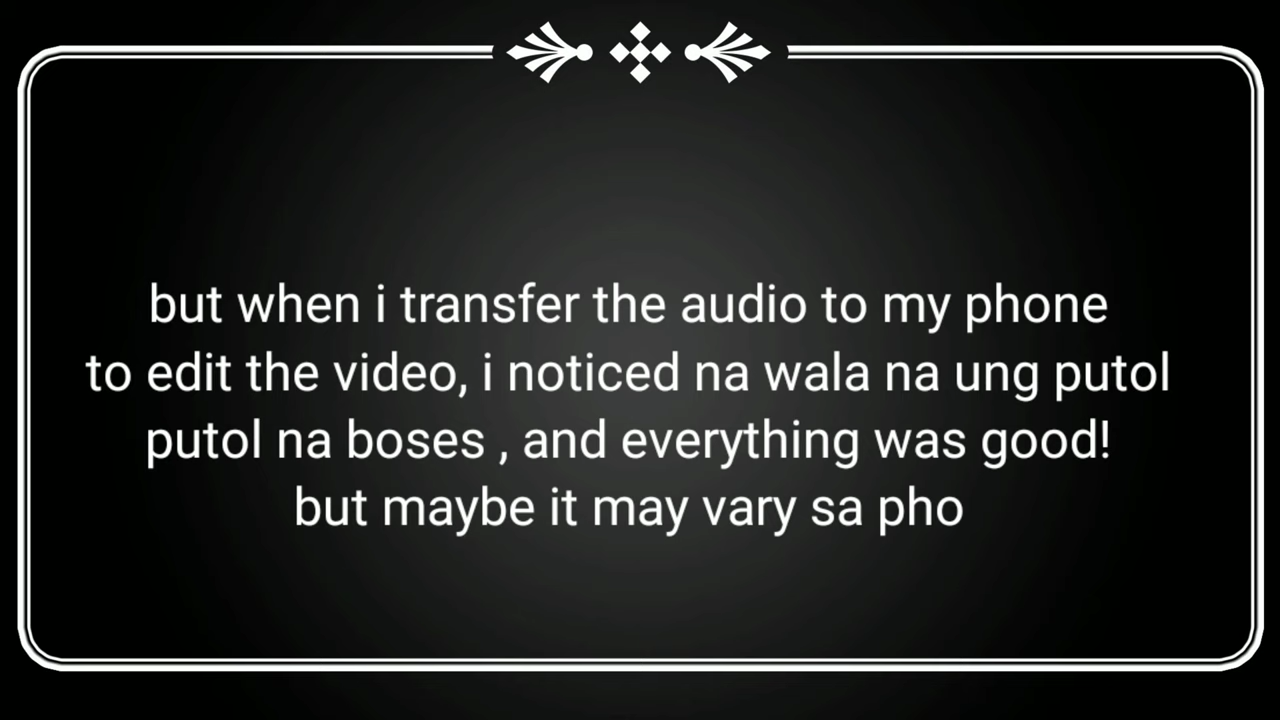 but when i transfer the audio to my phone
to edit the video, i noticed na wala na ung putol
putol na boses , and everything was good!
but maybe it may vary sa pho